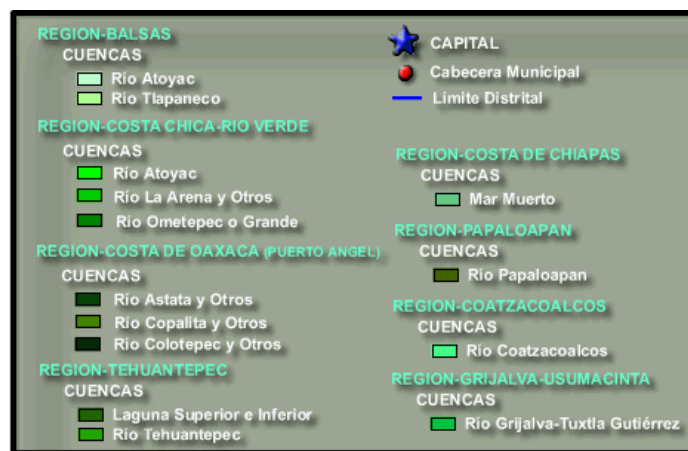 REGION-BALSAS
CUENCAS
Río Atoyac
Río Tlapaneco
REGION-COSTA CHICA-RIO VERDE
CUENCAS
Río Atoyac
Río La Arena y Otros
Río Ometepec o Grande
REGION-COSTA DE OAXACA (PUERTO ANGEL)
CUENCAS
Río Astata y Otros
Río Copalita y Otros
Río Colotepec y Otros
REGION-TEHUANTEPEC
CUENCAS
Laguna Superior e Inferior
Río Tehuantepec
CAPITAL
Cabecera Municipal
Límite Distrital
REGION-COSTA DE CHIAPAS
CUENCAS
Mar Muerto
REGION-PAPALOAPAN
CUENCAS
Río Papaloapan
REGION-COATZACOALCOS
CUENCAS
Río Coatzacoalcos
REGION-GRIJALVA-USUMACINTA
CUENCAS
Río Grijalva-Tuxtla Gutiérrez